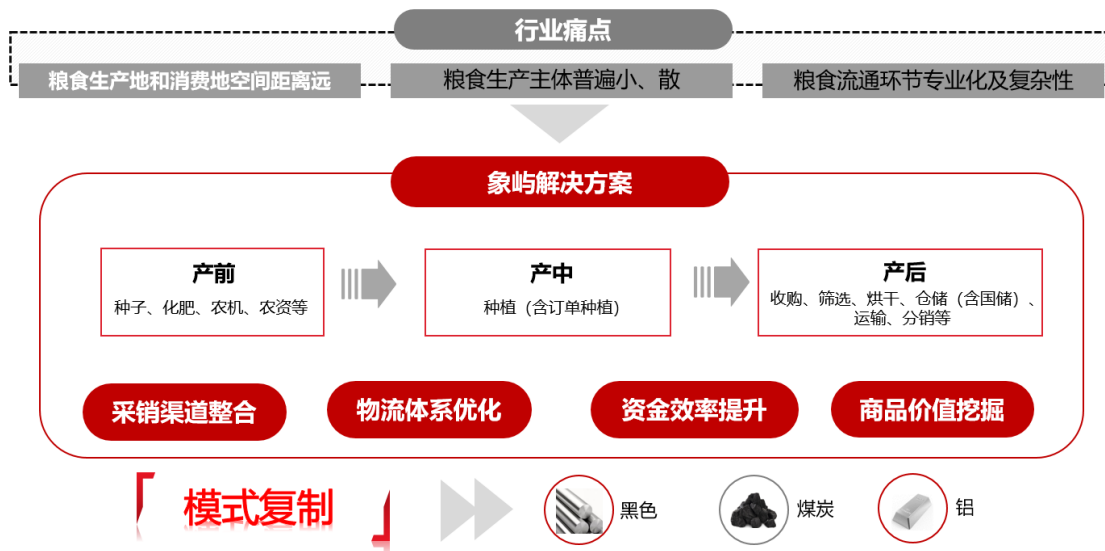 行业痛点
粮食生产地和消费地空间距离远
粮食生产主体普遍小、散
粮食流通环节专业化及复杂性
象屿解决方案
产前
种子、化肥、农机、农资等
产中
种植（含订单种植）
产后
收购、筛选、烘干、仓储（含国储）、
运输、分销等
采销渠道整合
物流体系优化
资金效率提升
商品价值挖掘
模式复制
黑色
煤炭
铝